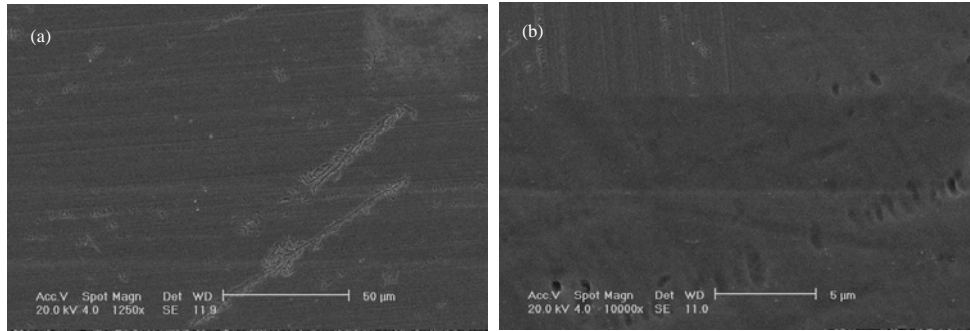 (a)
Acc.V Spot Magn Det WD 50 μm
20.0 kV 4.0 1250x SE 11.9
(b)
Acc.V Spot Magn Det WD 5 μm
20.0 kV 4.0 10000x SE 11.0